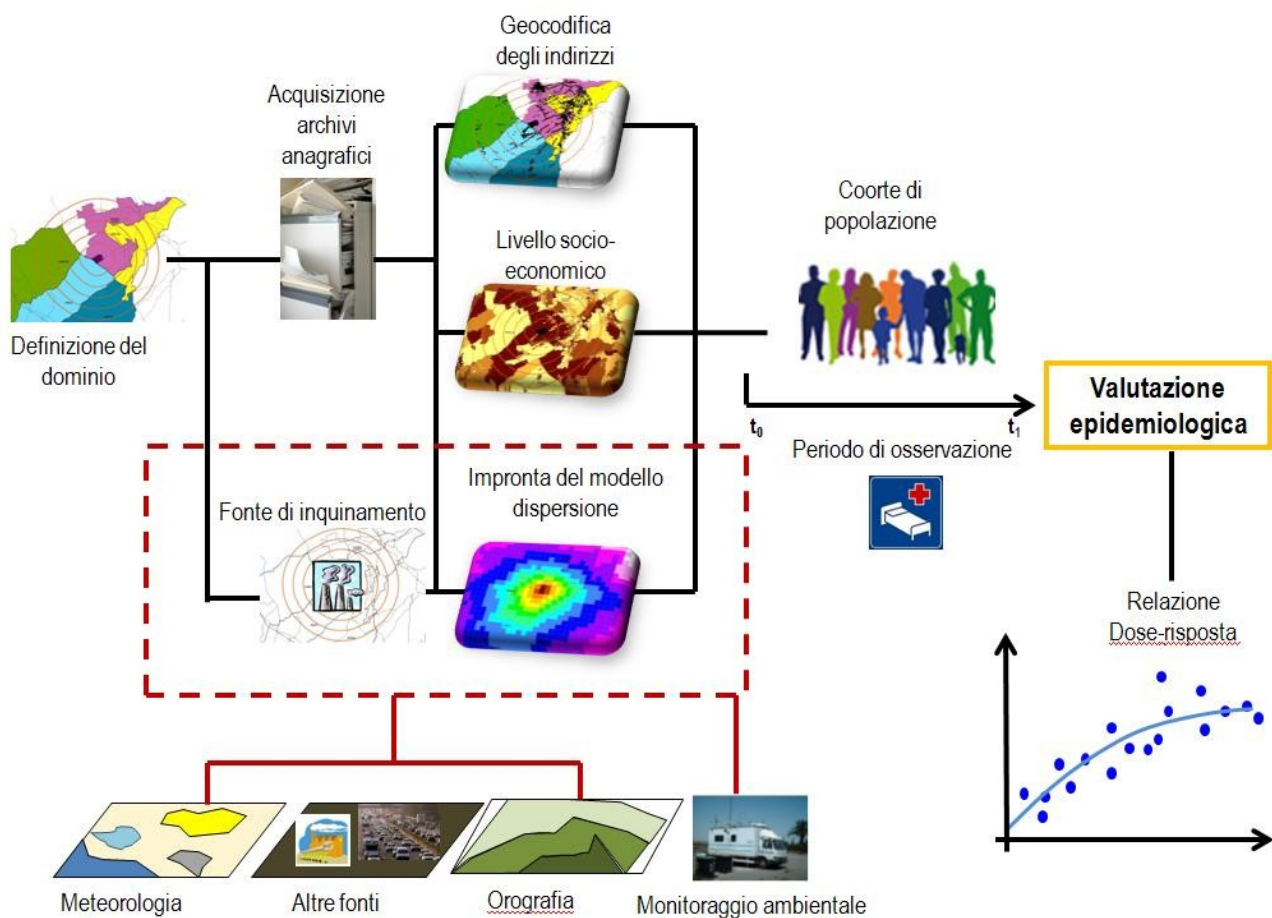 Geocodifica
degli indirizzi
Acquisizione
archivi
anagrafici
Definizione del
dominio
Livello socio-
economico
Coorte di
popolazione
t0
t1
Periodo di osservazione
Valutazione
epidemiologica
Fonte di inquinamento
Impronta del modello
dispersione
Relazione
Dose-risposta
Meteorologia
Altre fonti
Orografia
Monitoraggio ambientale